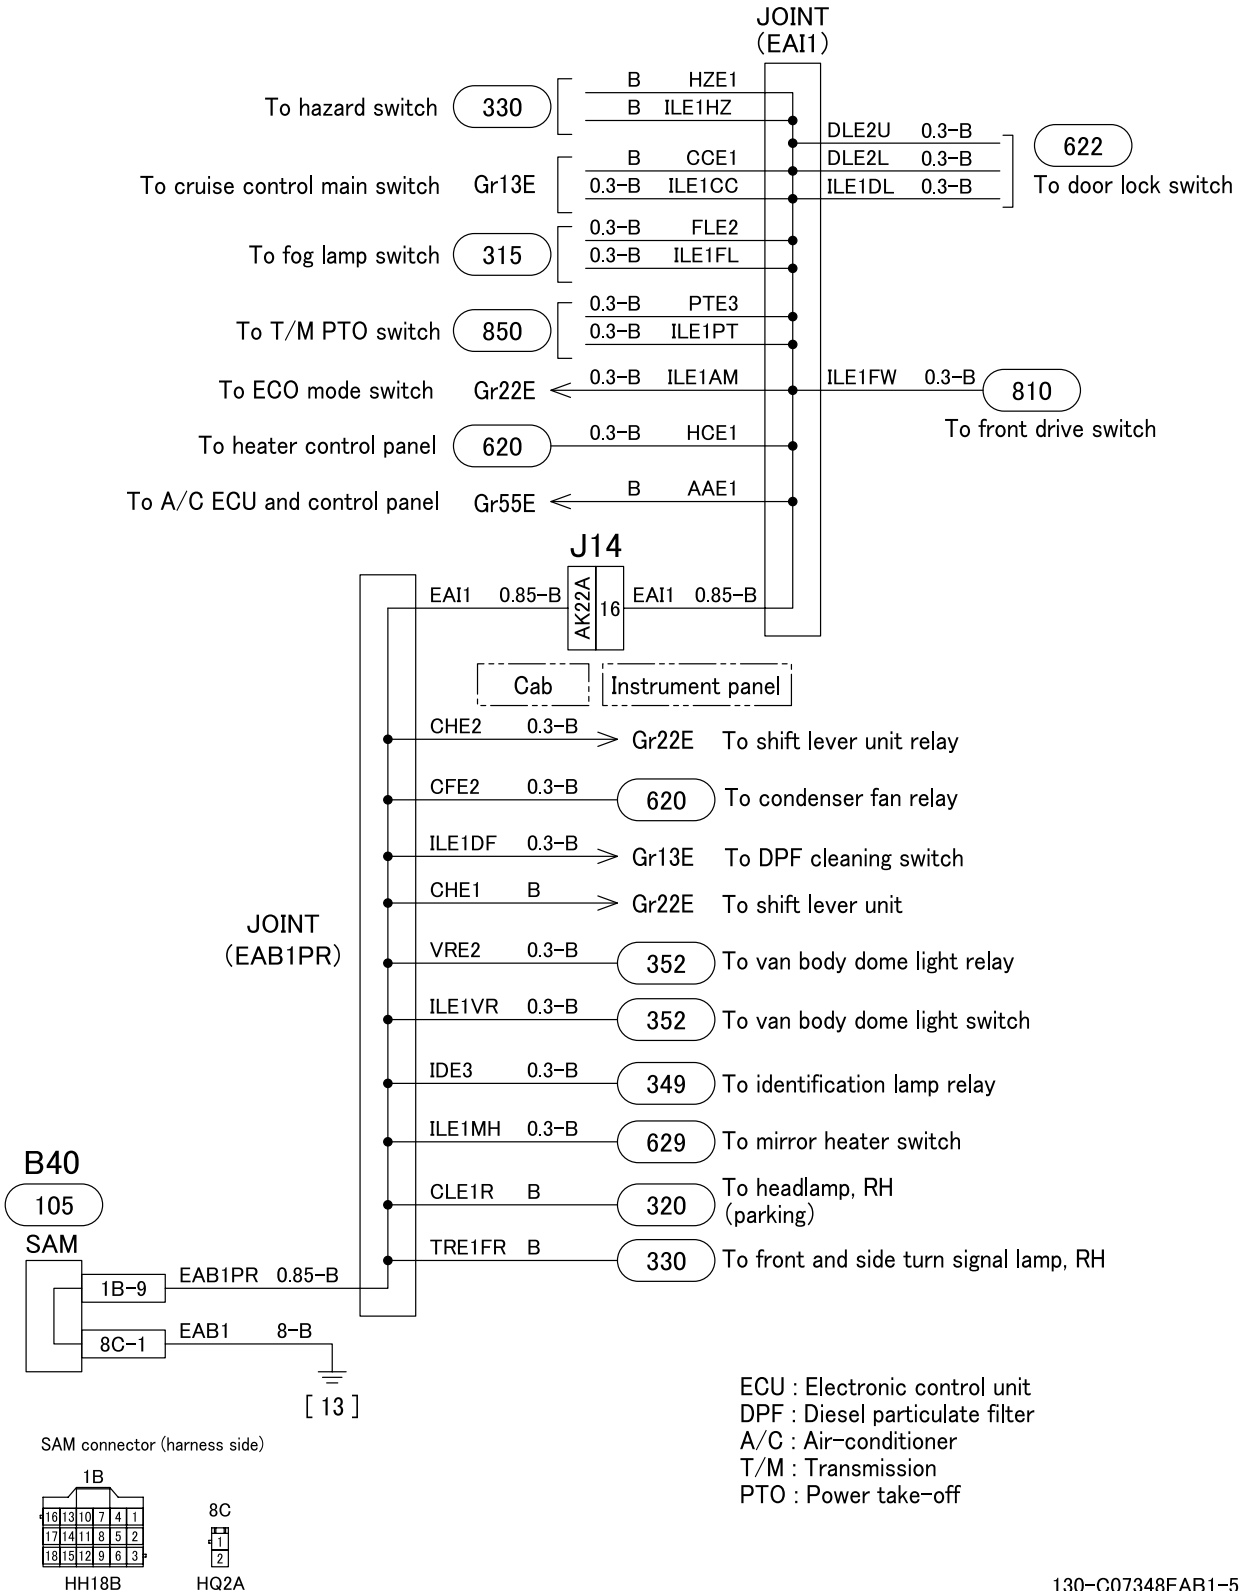 JOINT
(EAI1)
B HZE1
To hazard switch 330
B ILE1HZ
DLE2U 0.3-B
622
B CCE1 DLE2L 0.3-B
To cruise control main switch Gr13E
0.3-B ILE1CC ILE1DL 0.3-B
To door lock switch
0.3-B FLE2
To fog lamp switch 315
0.3-B ILE1FL
0.3-B PTE3
To T/M PTO switch 850
0.3-B ILE1PT
To ECO mode switch Gr22E 0.3-B ILE1AM ILE1FW 0.3-B 810
To front drive switch
To heater control panel 620 0.3-B HCE1
To A/C ECU and control panel Gr55E B AAE1
J14
EAI1 0.85-B AK22A 16 EAI1 0.85-B
Cab Instrument panel
CHE2 0.3-B Gr22E To shift lever unit relay
CFE2 0.3-B 620 To condenser fan relay
ILE1DF 0.3-B Gr13E To DPF cleaning switch
CHE1 B Gr22E To shift lever unit
JOINT
(EAB1PR)
VRE2 0.3-B 352 To van body dome light relay
ILE1VR 0.3-B 352 To van body dome light switch
IDE3 0.3-B 349 To identification lamp relay
ILE1MH 0.3-B 629 To mirror heater switch
B40
105
SAM
CLE1R B 320 To headlamp, RH
(parking)
TRE1FR B 330 To front and side turn signal lamp, RH
1B-9 EAB1PR 0.85-B
8C-1 EAB1 8-B
[ 13 ]
ECU : Electronic control unit
DPF : Diesel particulate filter
A/C : Air-conditioner
T/M : Transmission
PTO : Power take-off
SAM connector (harness side)
1B
16 13 10 7 4 1
17 14 11 8 5 2
18 15 12 9 6 3
HH18B
8C
1
2
HQ2A
130-C07348EAB1-5